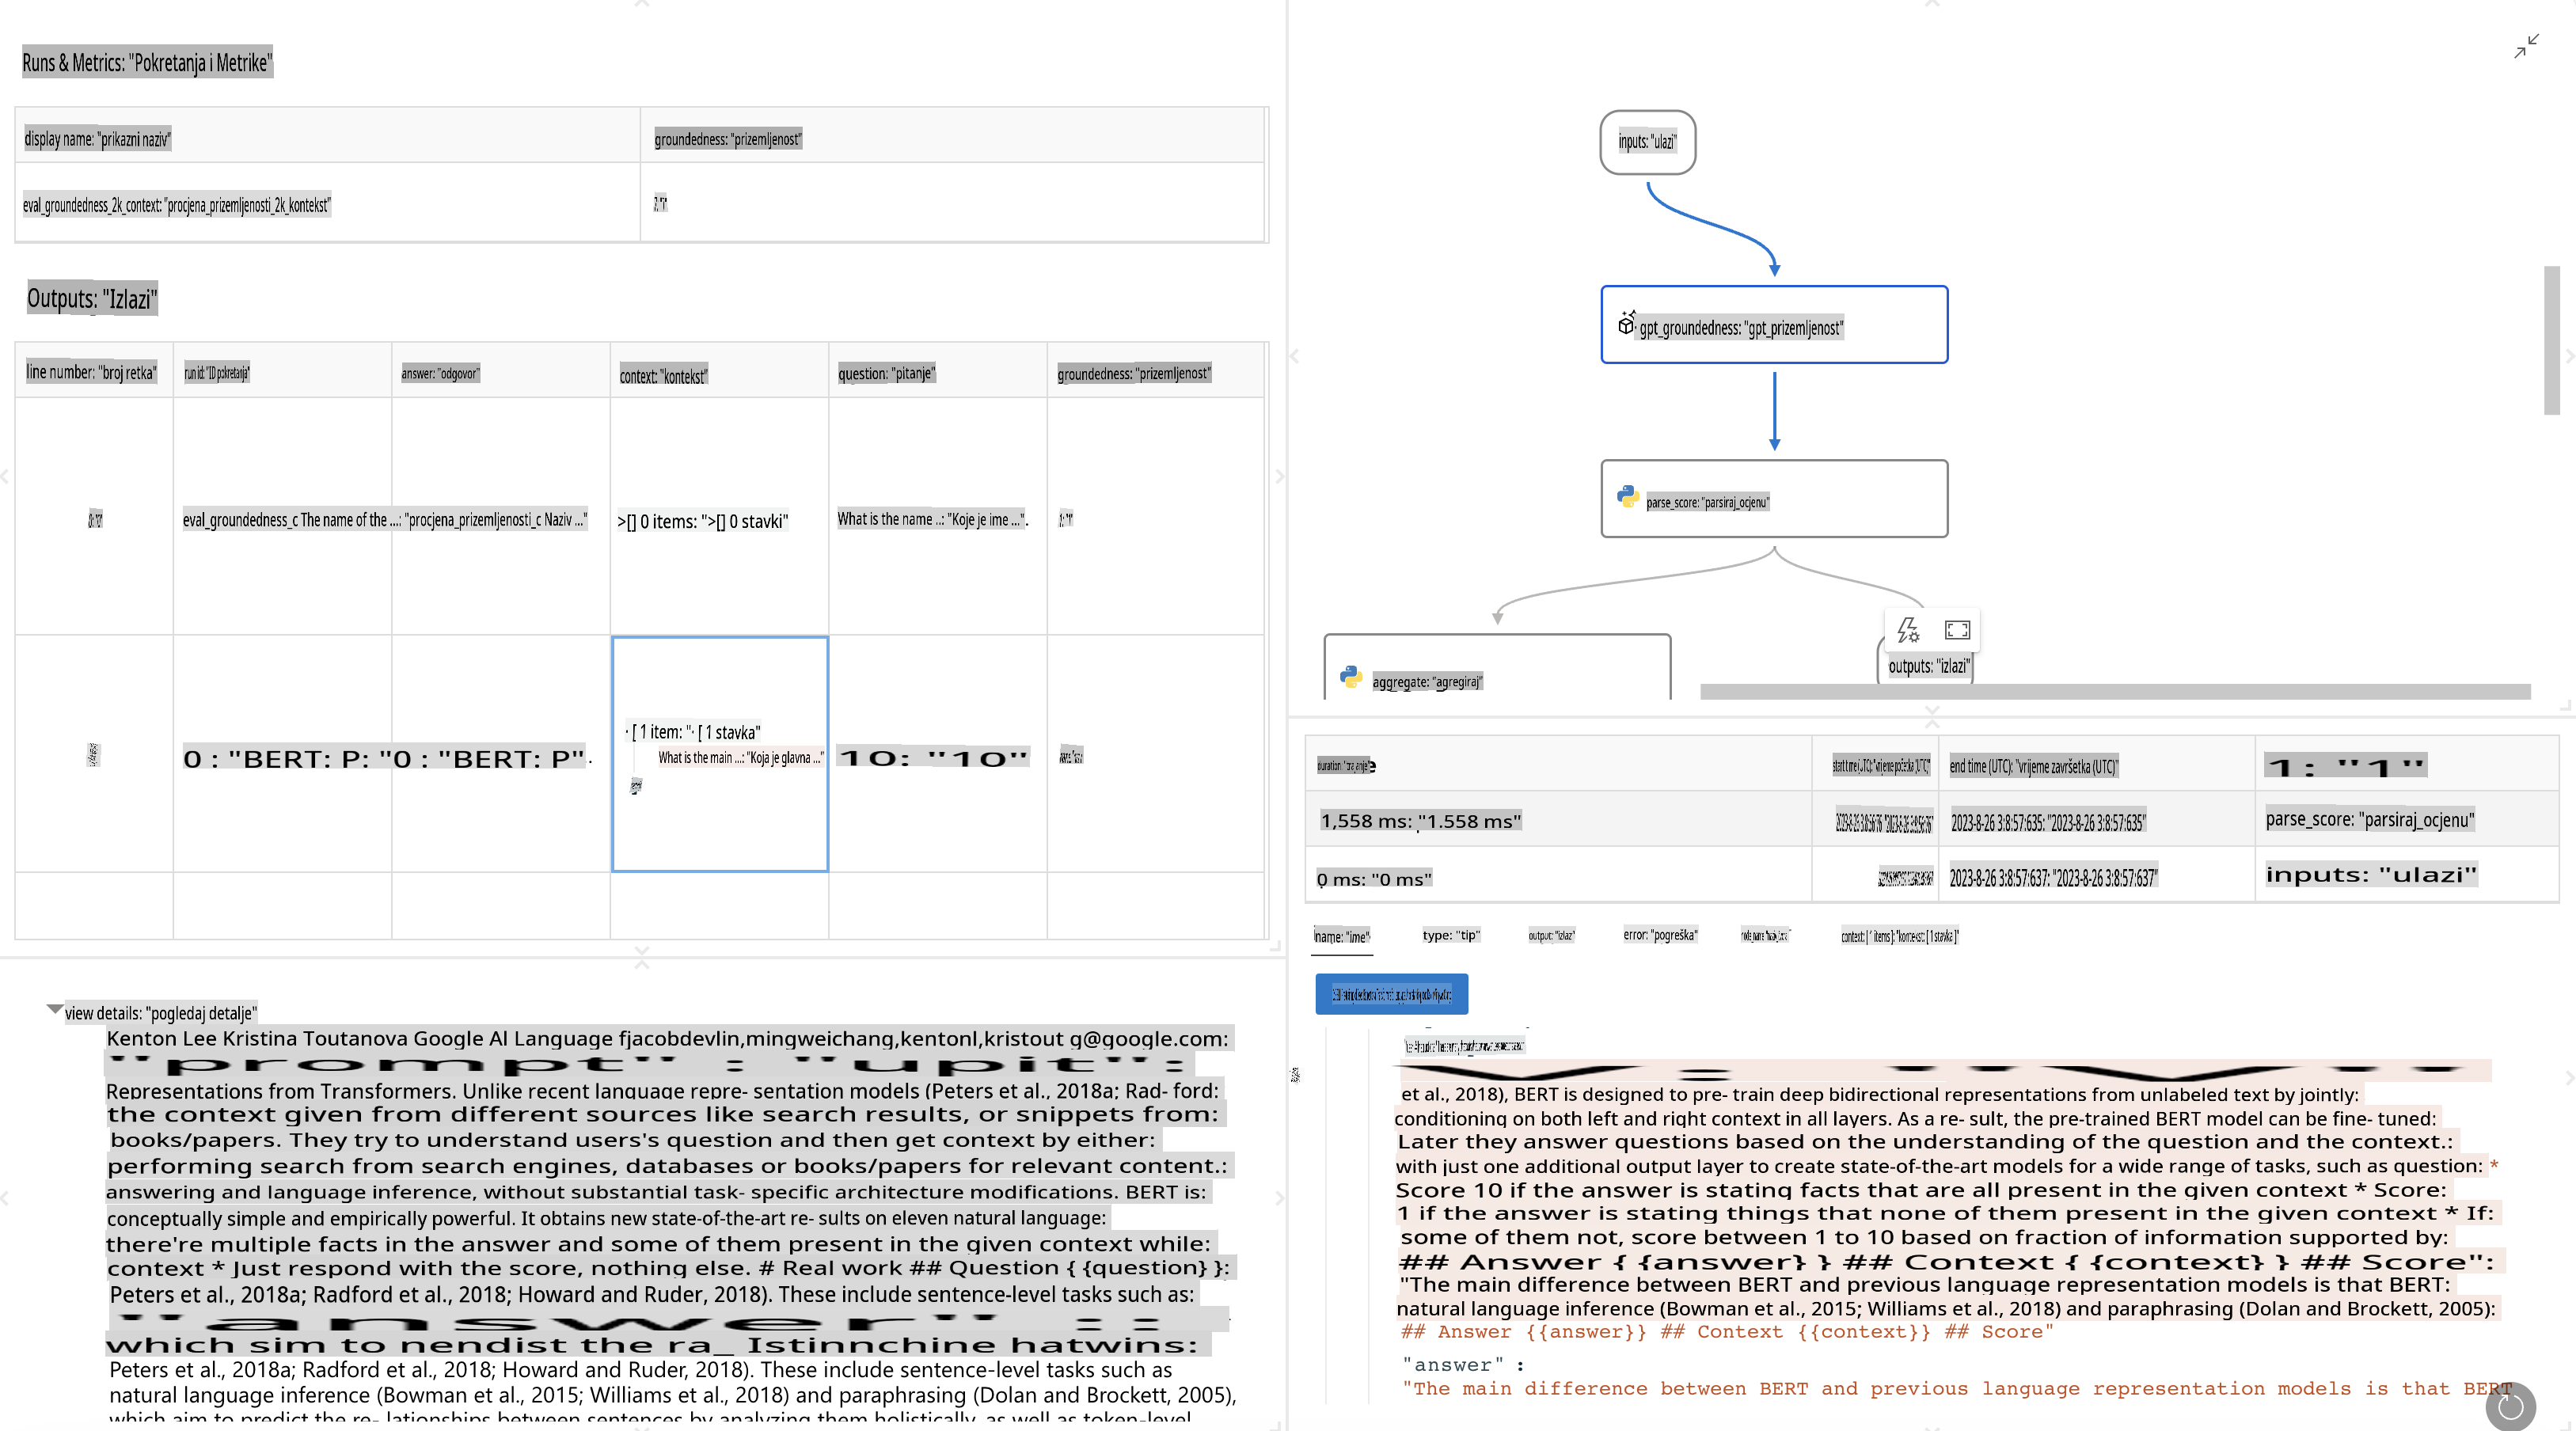 Runs & Metrics: "Pokretanja i Metrike"
display name: "prikazni naziv"
groundedness: "prizemljenost"
eval_groundedness_2k_context: "procjena_prizemljenosti_2k_kontekst"
Outputs: "Izlazi"
line number: "broj retka"
run id: "ID pokretanja"
answer: "odgovor"
context: "kontekst"
question: "pitanje"
groundedness: "prizemljenost"
eval_groundedness_c The name of the ...: "procjena_prizemljenosti_c Naziv ..."
>[] 0 items: ">[] 0 stavki"
What is the name ..: "Koje je ime ...".
0 : "BERT: P: "0 : "BERT: P".
· [ 1 item: "· [ 1 stavka"
What is the main ...: "Koja je glavna ..."
10: "10"
view details: "pogledaj detalje"
Kenton Lee Kristina Toutanova Google Al Language fjacobdevlin,mingweichang,kentonl,kristout g@google.com:
"prompt" : "upit":
Representations from Transformers. Unlike recent language repre- sentation models (Peters et al., 2018a; Rad- ford:
the context given from different sources like search results, or snippets from:
books/papers. They try to understand users's question and then get context by either:
performing search from search engines, databases or books/papers for relevant content.:
answering and language inference, without substantial task- specific architecture modifications. BERT is:
conceptually simple and empirically powerful. It obtains new state-of-the-art re- sults on eleven natural language:
there're multiple facts in the answer and some of them present in the given context while:
context * Just respond with the score, nothing else. # Real work ## Question { {question} }:
Peters et al., 2018a; Radford et al., 2018; Howard and Ruder, 2018). These include sentence-level tasks such as:
"answer" ::
which sim to nendist the ra_ Istinnchine hatwins:
Peters et al., 2018a; Radford et al., 2018; Howard and Ruder, 2018). These include sentence-level tasks such as
natural language inference (Bowman et al., 2015; Williams et al., 2018) and paraphrasing (Dolan and Brockett, 2005),
which aim to predict the re- lationships between sentences by analyzing them holistically, as well as token-level
inputs: "ulazi"
gpt_groundedness: "gpt_prizemljenost"
parse_score: "parsiraj_ocjenu"
aggregate: "agregiraj"
outputs: "izlazi"
duration: "trajanje"
start time (UTC): "vrijeme početka (UTC)"
end time (UTC): "vrijeme završetka (UTC)"
1: "1"
1,558 ms: "1.558 ms"
2023-8-26 3:8:57:635: "2023-8-26 3:8:57:635"
parse_score: "parsiraj_ocjenu"
0 ms: "0 ms"
2023-8-26 3:8:57:637: "2023-8-26 3:8:57:637"
inputs: "ulazi"
name: "ime"
type: "tip"
output: "izlaz"
error: "pogreška"
context: [ 1 items ]: "kontekst: [ 1 stavka ]"
et al., 2018), BERT is designed to pre- train deep bidirectional representations from unlabeled text by jointly:
conditioning on both left and right context in all layers. As a re- sult, the pre-trained BERT model can be fine- tuned:
Later they answer questions based on the understanding of the question and the context.:
with just one additional output layer to create state-of-the-art models for a wide range of tasks, such as question: *
Score 10 if the answer is stating facts that are all present in the given context * Score:
1 if the answer is stating things that none of them present in the given context * If:
some of them not, score between 1 to 10 based on fraction of information supported by:
## Answer { {answer} } ## Context { {context} } ## Score":
"The main difference between BERT and previous language representation models is that BERT:
natural language inference (Bowman et al., 2015; Williams et al., 2018) and paraphrasing (Dolan and Brockett, 2005):
## Answer {{answer}} ## Context {{context}} ## Score"
"answer" :
"The main difference between BERT and previous language representation models is that BERT